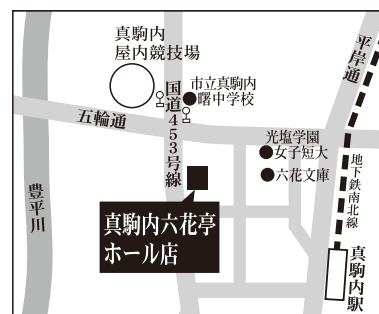 真駒内
屋内競技場
国道453号線
市立真駒内
曙中学校
平岸通
五輪通
光塩学園
女子短大
六花文庫
地下鉄南北線
豊平川
真駒内六花亭
ホール店
真駒内駅